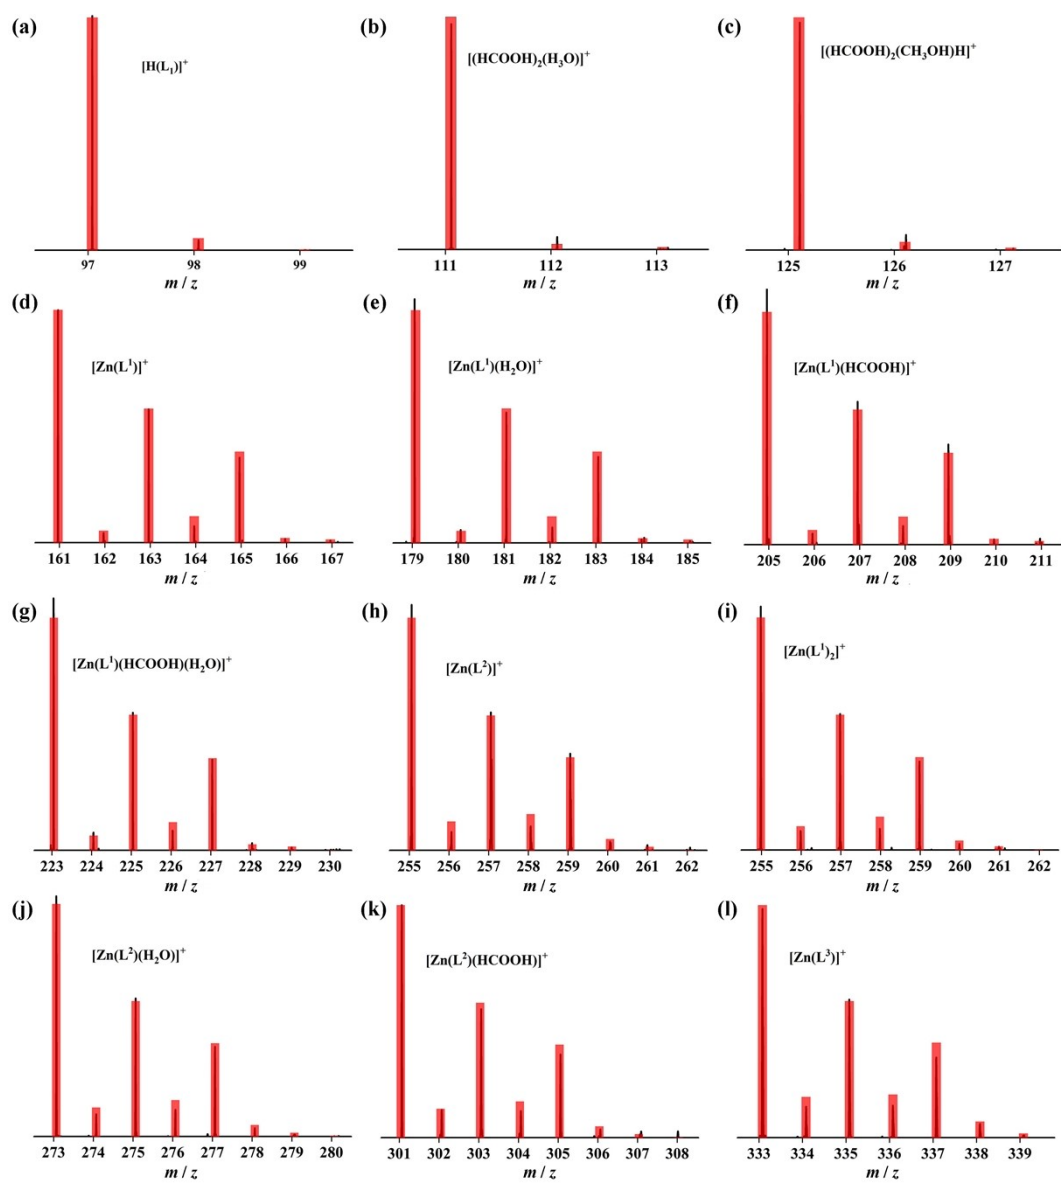 (a)
[H(L₁)]⁺
97 98 99
m / z
(b)
[(HCOOH)₂(H₃O)]⁺
111 112 113
m / z
(c)
[(HCOOH)₂(CH₃OH)H]⁺
125 126 127
m / z
(d)
[Zn(L¹)]⁺
161 162 163 164 165 166 167
m / z
(e)
[Zn(L¹)(H₂O)]⁺
179 180 181 182 183 184 185
m / z
(f)
[Zn(L¹)(HCOOH)]⁺
205 206 207 208 209 210 211
m / z
(g)
[Zn(L¹)(HCOOH)(H₂O)]⁺
223 224 225 226 227 228 229 230
m / z
(h)
[Zn(L²)]⁺
255 256 257 258 259 260 261 262
m / z
(i)
[Zn(L¹)₂]⁺
255 256 257 258 259 260 261 262
m / z
(j)
[Zn(L²)(H₂O)]⁺
273 274 275 276 277 278 279 280
m / z
(k)
[Zn(L²)(HCOOH)]⁺
301 302 303 304 305 306 307 308
m / z
(l)
[Zn(L³)]⁺
333 334 335 336 337 338 339
m / z